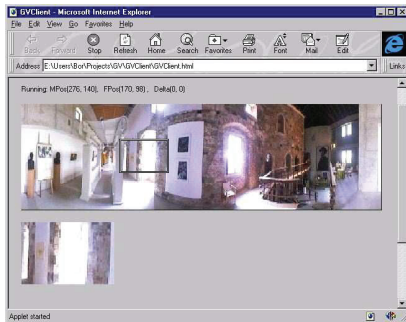 GVClient - Microsoft Internet Explorer
File Edit View Go Favorites Help
Back Forward Stop Refresh Home Search Favorites Print Font Mail Edit
Address E:\Users\Bor\Projects\GV\GVClient\GVClient.html Links
Running: MPos(276, 140), FPos(170, 98), Delta(0, 0)
Applet started